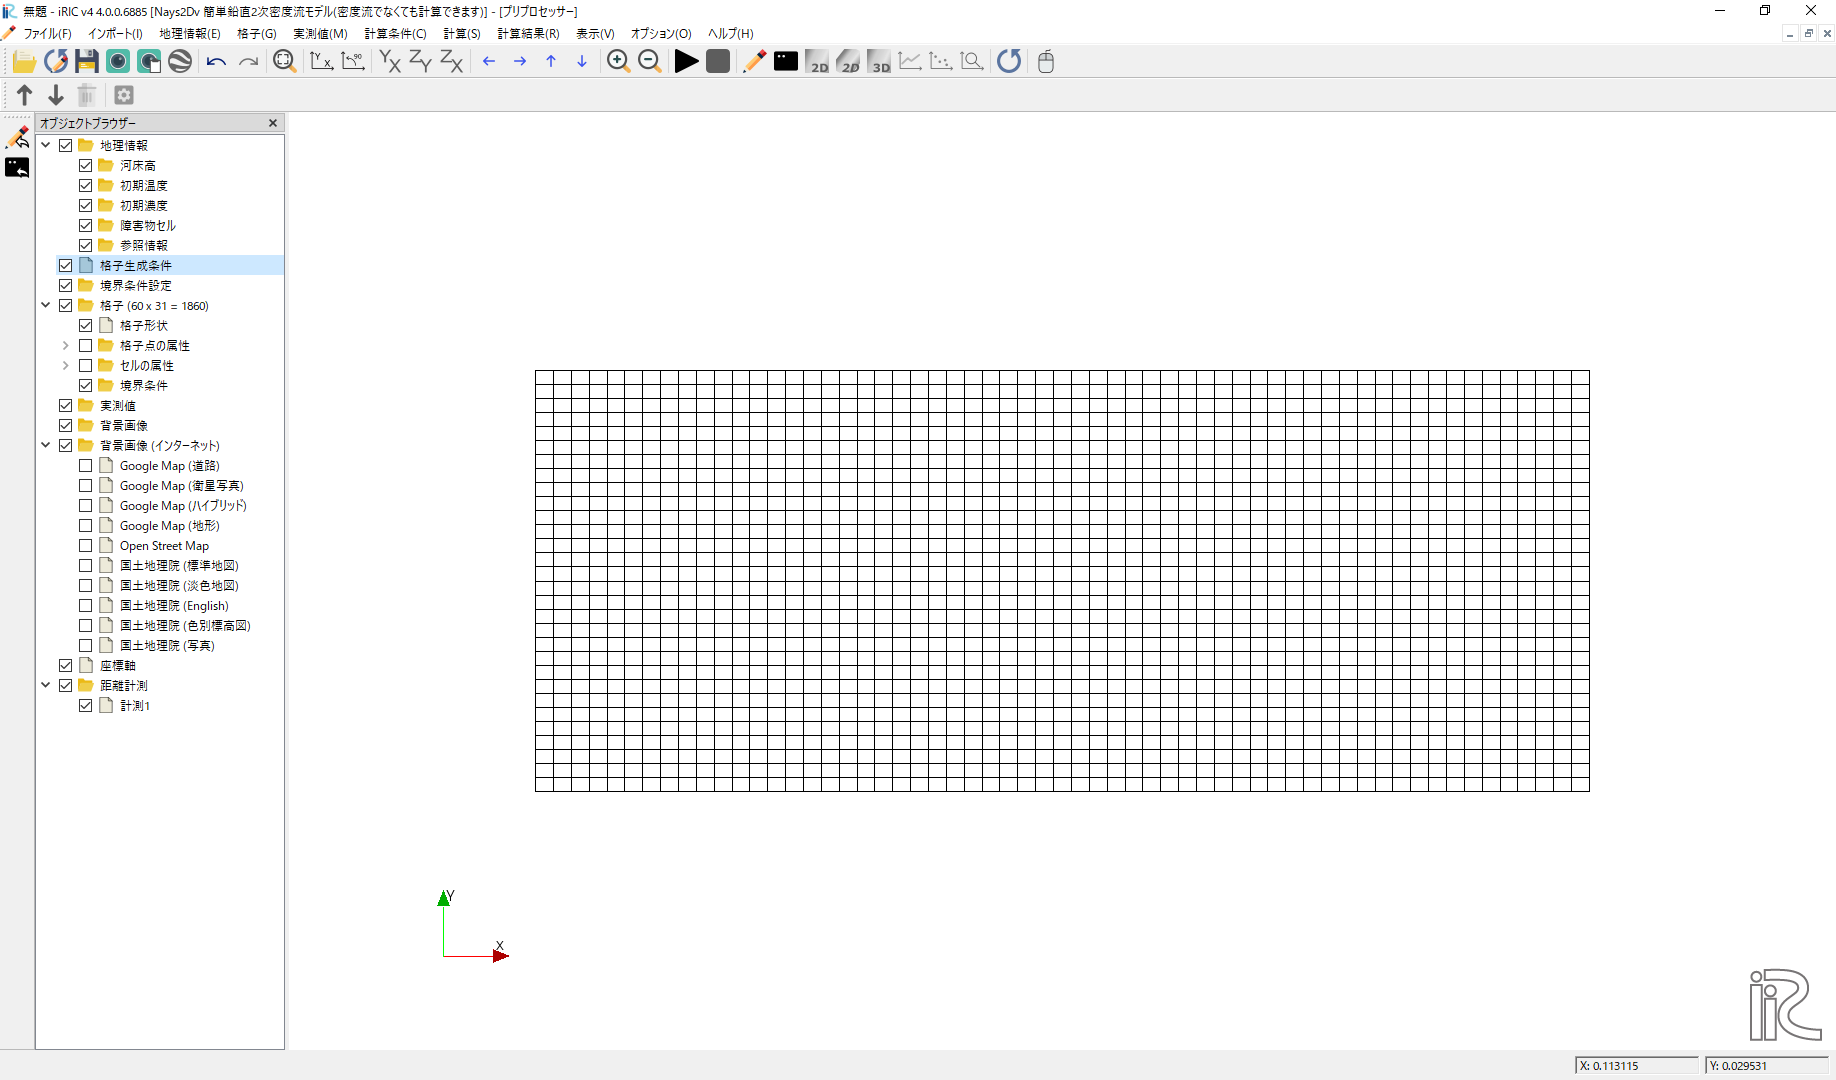 無題 - iRIC v4 4.0.0.6885 [Nays2Dv 簡単鉛直2次密度流モデル(密度流でなくても計算できます)] - [プリプロセッサー]
ファイル(F) インポート(I) 地理情報(E) 格子(G) 実測値(M) 計算条件(C) 計算(S) 計算結果(R) 表示(V) オプション(O) ヘルプ(H)
Y x 90 YX ZY ZX 2D 2D 3D
オブジェクトブラウザー
地理情報
河床高
初期温度
初期濃度
障害物セル
参照情報
格子生成条件
境界条件設定
格子 (60 x 31 = 1860)
格子形状
格子点の属性
セルの属性
境界条件
実測値
背景画像
背景画像 (インターネット)
Google Map (道路)
Google Map (衛星写真)
Google Map (ハイブリッド)
Google Map (地形)
Open Street Map
国土地理院 (標準地図)
国土地理院 (淡色地図)
国土地理院 (English)
国土地理院 (色別標高図)
国土地理院 (写真)
座標軸
距離計測
計測1
Y
X
iRIC
X: 0.113115 Y: 0.029531